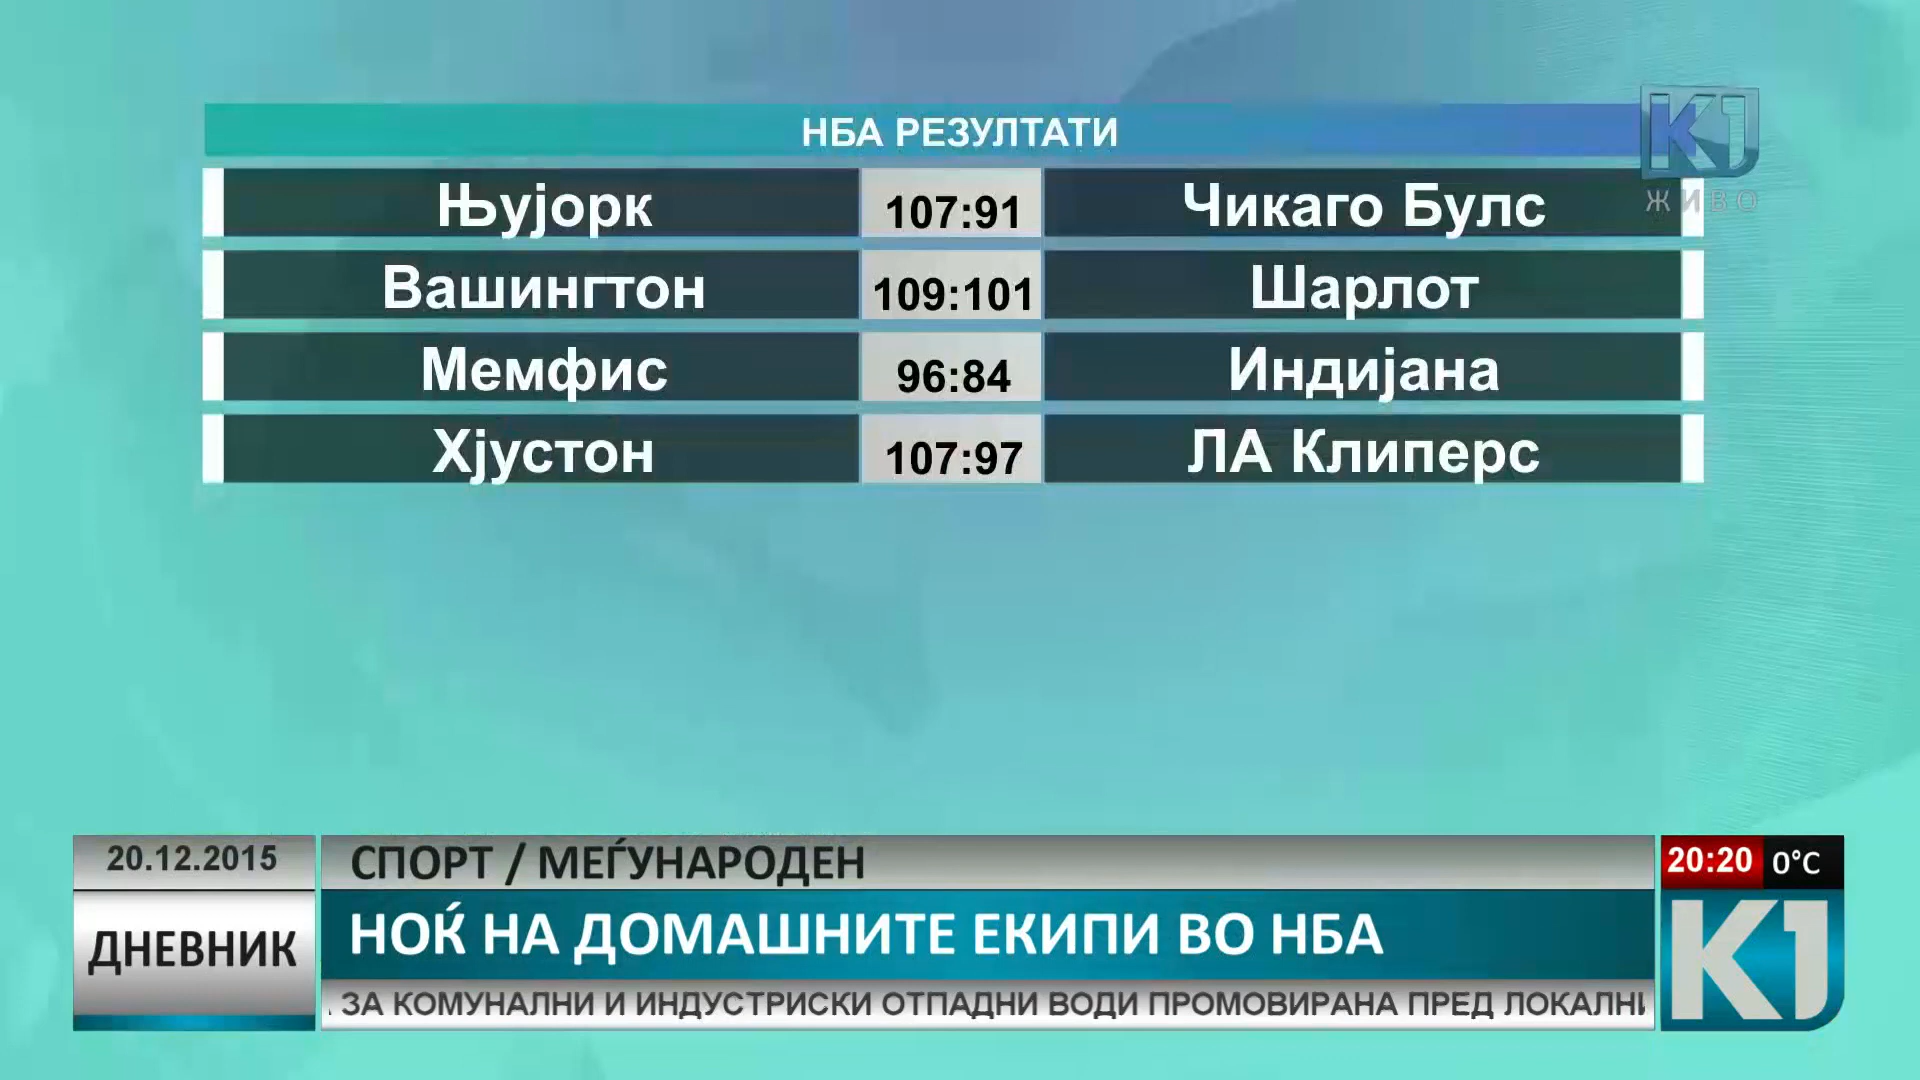 НБА РЕЗУЛТАТИ
К1
ЖИВО
Њујорк 107:91 Чикаго Булс
Вашингтон 109:101 Шарлот
Мемфис 96:84 Индијана
Хјустон 107:97 ЛА Клиперс
20.12.2015
СПОРТ / МЕЃУНАРОДЕН
20:20 0°C
ДНЕВНИК
НОЌ НА ДОМАШНИТЕ ЕКИПИ ВО НБА
К1
ЗА КОМУНАЛНИ И ИНДУСТРИСКИ ОТПАДНИ ВОДИ ПРОМОВИРАНА ПРЕД